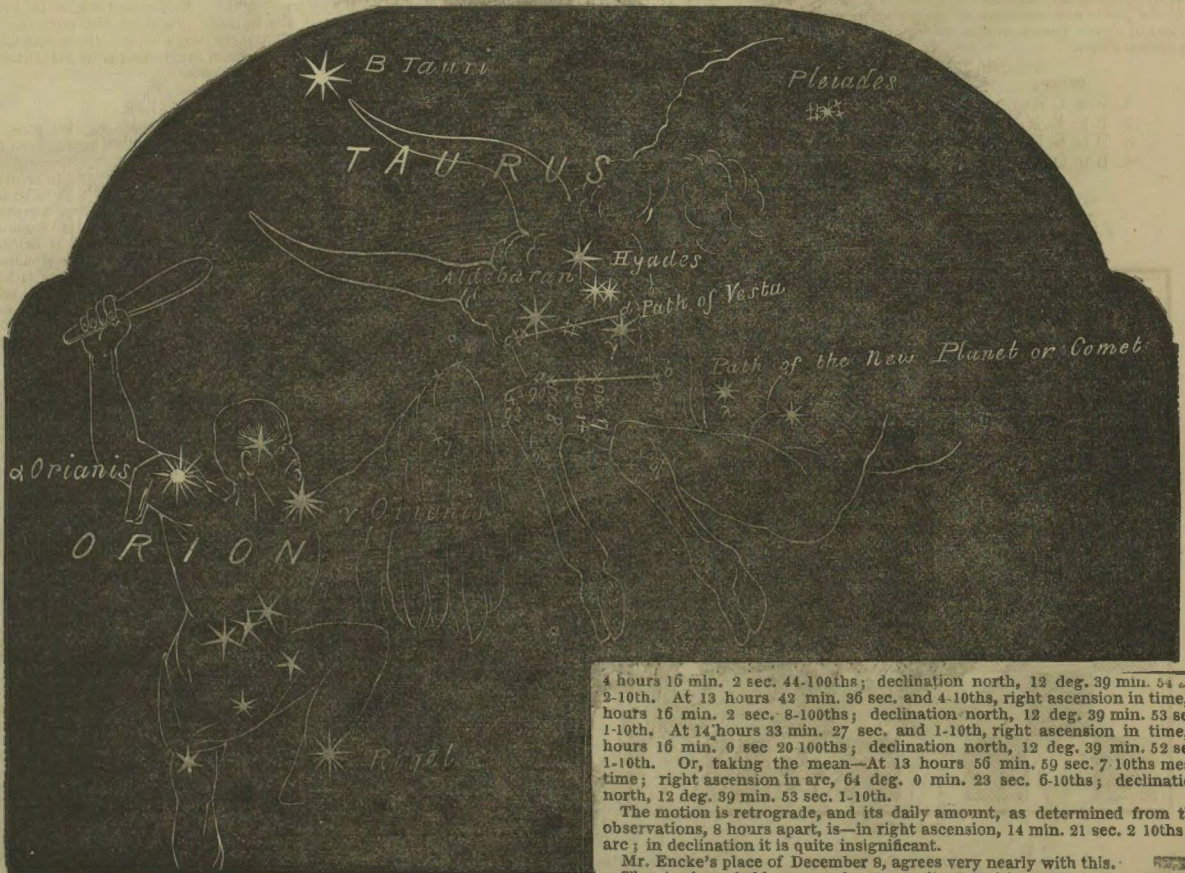 B Tauri
Pleiades
TAURUS
Hyades
Aldebaran
Path of Vesta
Path of the New Planet or Comet
a
b
α Orianis
γ Orionis
ORION
Rigel
4 hours 16 min. 2 sec. 44-100ths; declination north, 12 deg. 39 min. 54
2-10th. At 13 hours 42 min. 36 sec. and 4-10ths, right ascension in time,
hours 16 min. 2 sec. 8-100ths; declination north, 12 deg. 39 min. 53 se
1-10th. At 14 hours 33 min. 27 sec. and 1-10th, right ascension in time,
hours 16 min. 0 sec 20 100ths; declination north, 12 deg. 39 min. 52 se
1-10th. Or, taking the mean—At 13 hours 56 min. 59 sec. 7 10ths me
time; right ascension in arc, 64 deg. 0 min. 23 sec. 6-10ths; declinatio
north, 12 deg. 39 min. 53 sec. 1-10th.
The motion is retrograde, and its daily amount, as determined from t
observations, 8 hours apart, is—in right ascension, 14 min. 21 sec. 2 10ths
arc; in declination it is quite insignificant.
Mr. Encke's place of December 8, agrees very nearly with this.